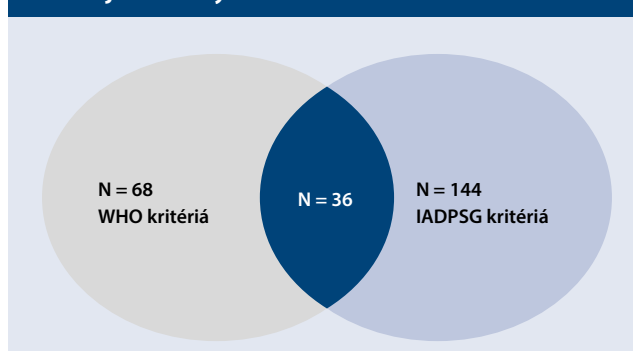 N = 68
WHO kritériá
N = 36
N = 144
IADPSG kritériá